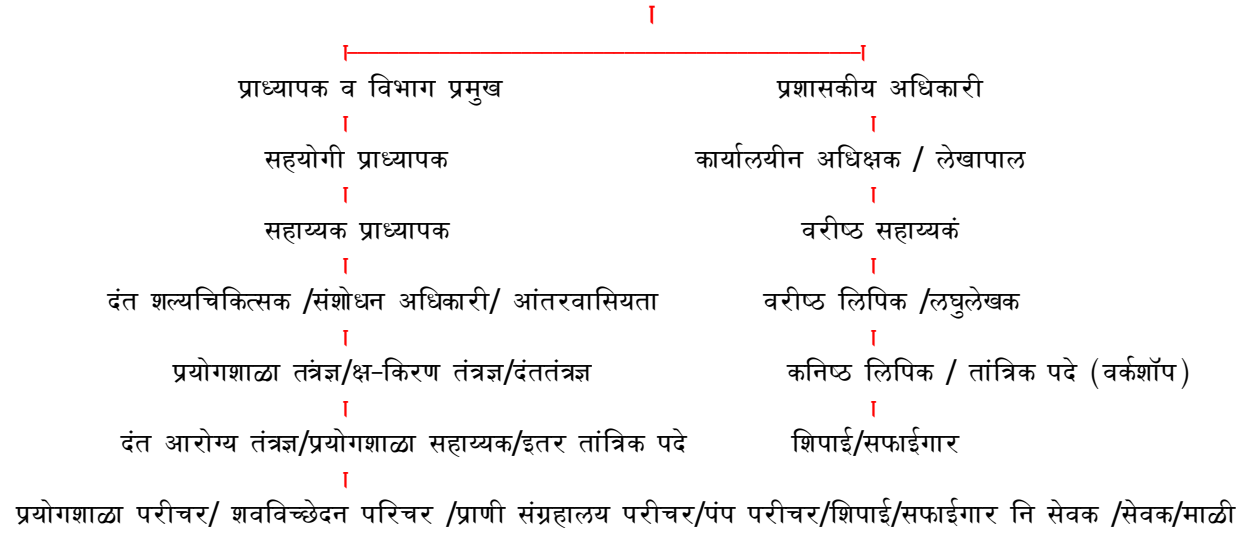 प्राध्यापक व विभाग प्रमुख प्रशासकीय अधिकारी
सहयोगी प्राध्यापक कार्यालयीन अधिक्षक / लेखापाल
सहाय्यक प्राध्यापक वरीष्ठ सहाय्यकं
दंत शल्यचिकित्सक /संशोधन अधिकारी/ आंतरवासियता वरीष्ठ लिपिक /लघुलेखक
प्रयोगशाळा तंत्रज्ञ/क्ष-किरण तंत्रज्ञ/दंततंत्रज्ञ कनिष्ठ लिपिक / तांत्रिक पदे (वर्कशॉप)
दंत आरोग्य तंत्रज्ञ/प्रयोगशाळा सहाय्यक/इतर तांत्रिक पदे शिपाई/सफाईगार
प्रयोगशाळा परीचर/ शवविच्छेदन परिचर /प्राणी संग्रहालय परीचर/पंप परीचर/शिपाई/सफाईगार नि सेवक /सेवक/माळी